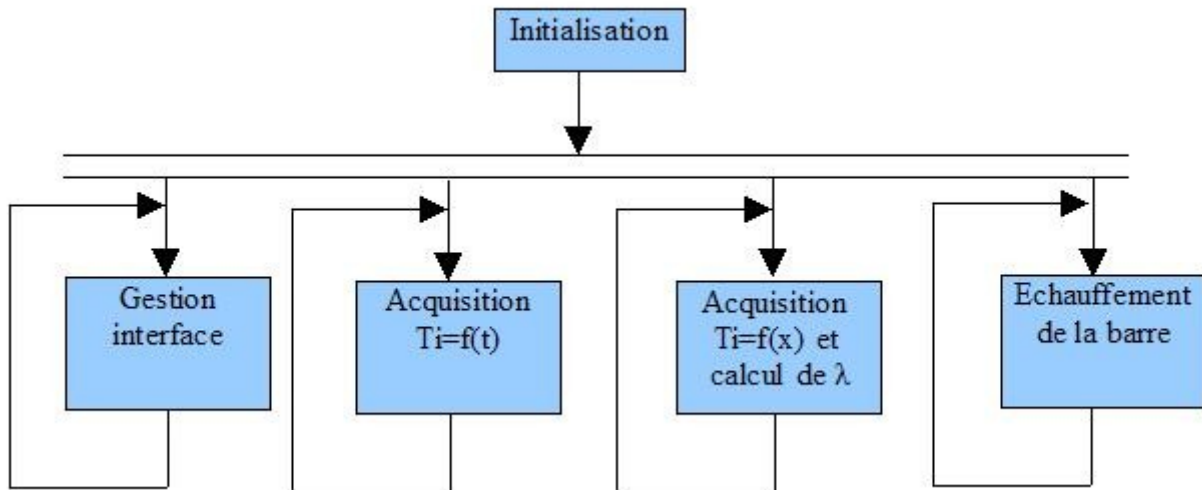 Initialisation
Gestion
interface
Acquisition
Ti=f(t)
Acquisition
Ti=f(x) et
calcul de λ
Echauffement
de la barre